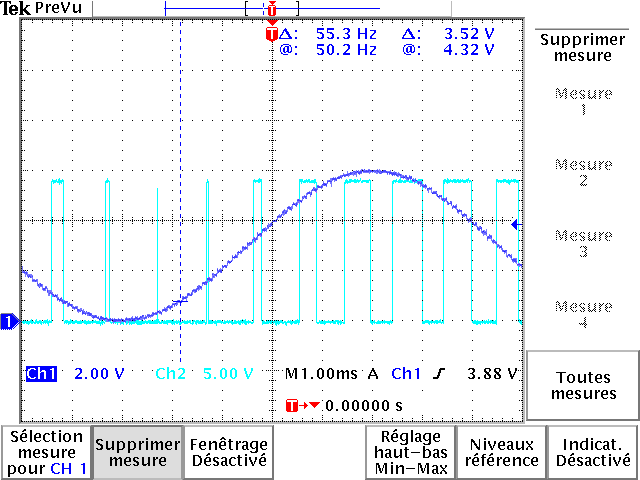 Tek PreVu
T
T
Δ: 55.3 Hz Δ: 3.52 V
@: 50.2 Hz @: 4.32 V
Supprimer
mesure
Mesure
1
Mesure
2
Mesure
3
Mesure
4
Toutes
mesures
1
Ch1 2.00 V Ch2 5.00 V M1.00ms A Ch1 3.88 V
T 0.00000 s
Sélection
mesure
pour CH 1
Supprimer
mesure
Fenêtrage
Désactivé
Réglage
haut-bas
Min-Max
Niveaux
référence
Indicat.
Désactivé